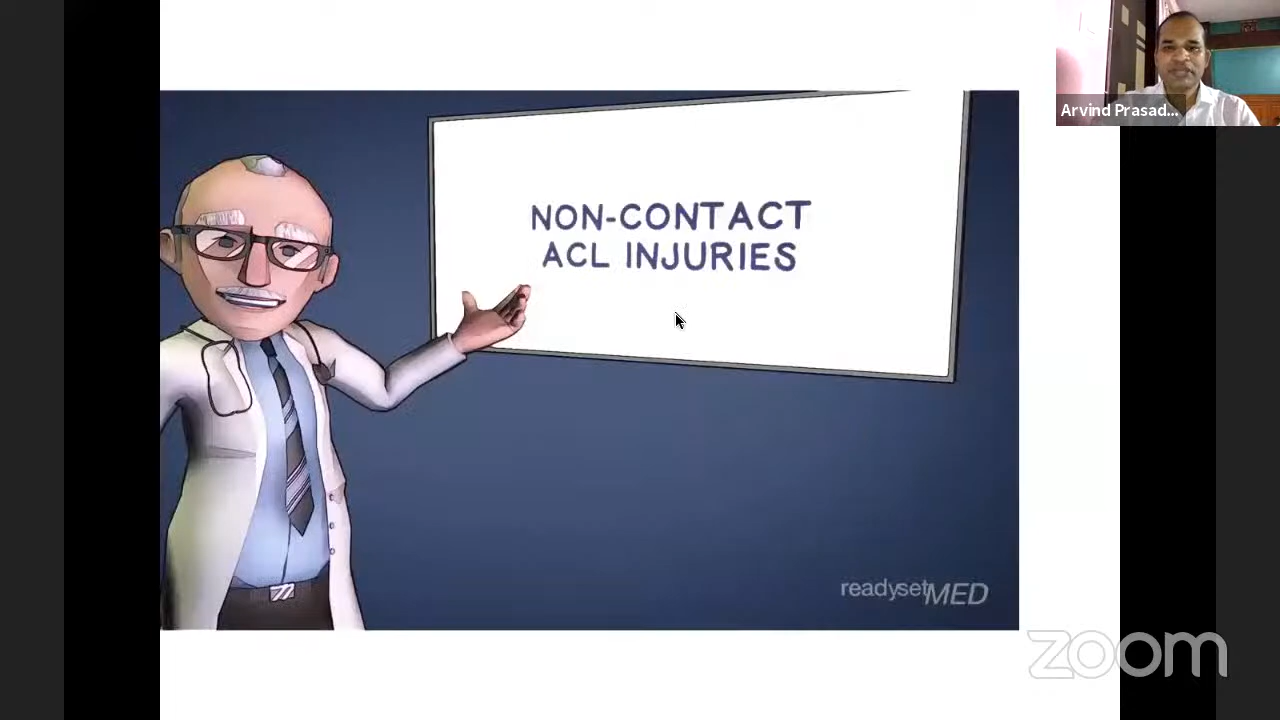 Arvind Prasad...
NON-CONTACT
ACL INJURIES
readysetMED
zoom